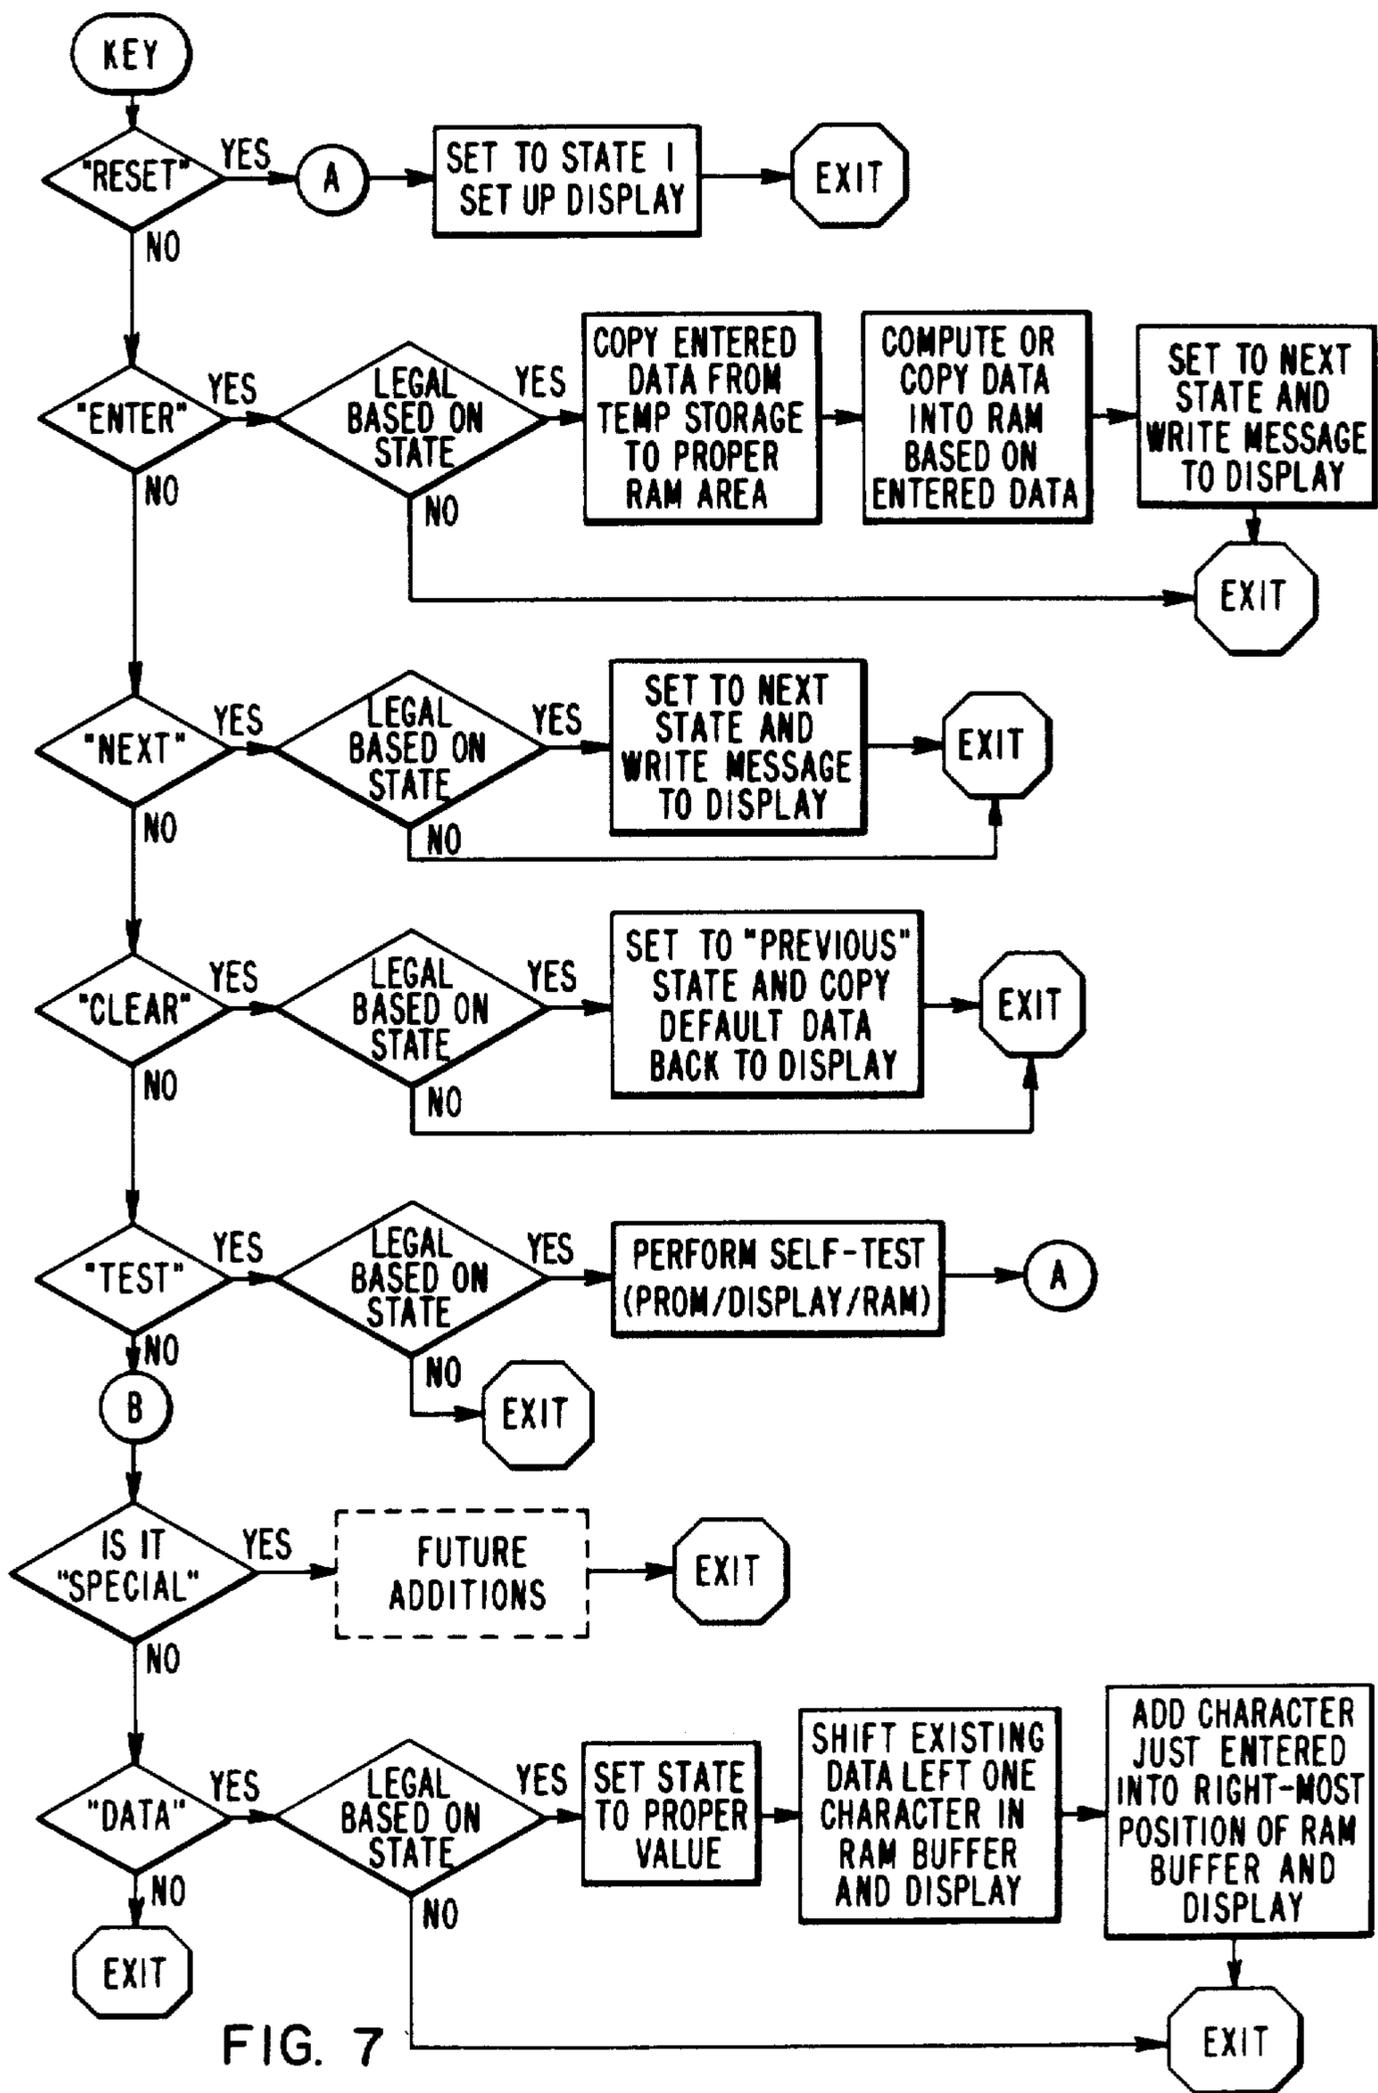 KEY
"RESET"
YES
A
SET TO STATE 1
SET UP DISPLAY
EXIT
NO
"ENTER"
YES
LEGAL
BASED ON
STATE
YES
COPY ENTERED
DATA FROM
TEMP STORAGE
TO PROPER
RAM AREA
COMPUTE OR
COPY DATA
INTO RAM
BASED ON
ENTERED DATA
SET TO NEXT
STATE AND
WRITE MESSAGE
TO DISPLAY
NO
NO
EXIT
"NEXT"
YES
LEGAL
BASED ON
STATE
YES
SET TO NEXT
STATE AND
WRITE MESSAGE
TO DISPLAY
EXIT
NO
NO
"CLEAR"
YES
LEGAL
BASED ON
STATE
YES
SET TO "PREVIOUS"
STATE AND COPY
DEFAULT DATA
BACK TO DISPLAY
EXIT
NO
NO
"TEST"
YES
LEGAL
BASED ON
STATE
YES
PERFORM SELF-TEST
(PROM/DISPLAY/RAM)
A
NO
NO
EXIT
B
IS IT
"SPECIAL"
YES
FUTURE
ADDITIONS
EXIT
NO
"DATA"
YES
LEGAL
BASED ON
STATE
YES
SET STATE
TO PROPER
VALUE
SHIFT EXISTING
DATA LEFT ONE
CHARACTER IN
RAM BUFFER
AND DISPLAY
ADD CHARACTER
JUST ENTERED
INTO RIGHT-MOST
POSITION OF RAM
BUFFER AND
DISPLAY
NO
NO
EXIT
EXIT
FIG. 7